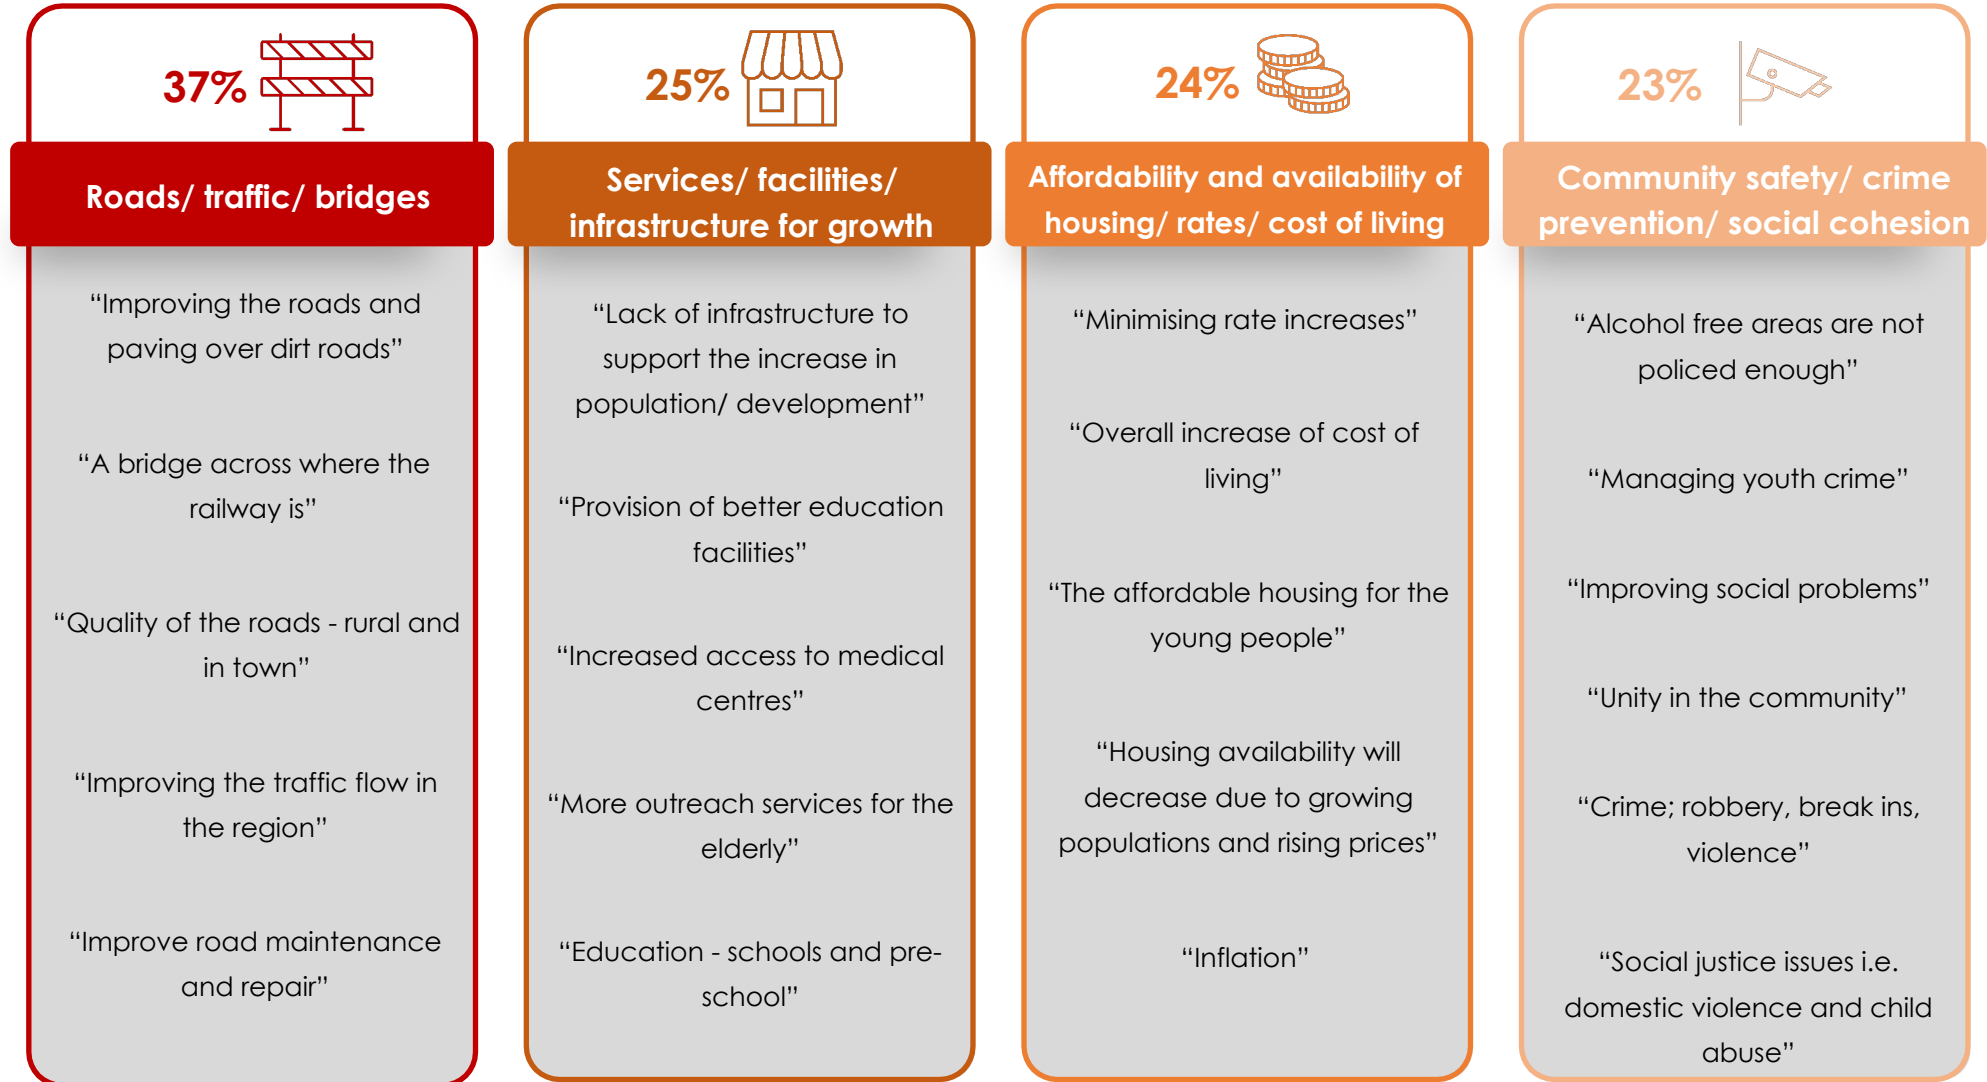 37%
Roads/ traffic/ bridges
“Improving the roads and
paving over dirt roads”
“A bridge across where the
railway is”
“Quality of the roads - rural and
in town”
“Improving the traffic flow in
the region”
“Improve road maintenance
and repair”
25%
Services/ facilities/
infrastructure for growth
“Lack of infrastructure to
support the increase in
population/ development”
“Provision of better education
facilities”
“Increased access to medical
centres”
“More outreach services for the
elderly”
“Education - schools and pre-
school”
24%
Affordability and availability of
housing/ rates/ cost of living
“Minimising rate increases”
“Overall increase of cost of
living”
“The affordable housing for the
young people”
“Housing availability will
decrease due to growing
populations and rising prices”
“Inflation”
23%
Community safety/ crime
prevention/ social cohesion
“Alcohol free areas are not
policed enough”
“Managing youth crime”
“Improving social problems”
“Unity in the community”
“Crime; robbery, break ins,
violence”
“Social justice issues i.e.
domestic violence and child
abuse”